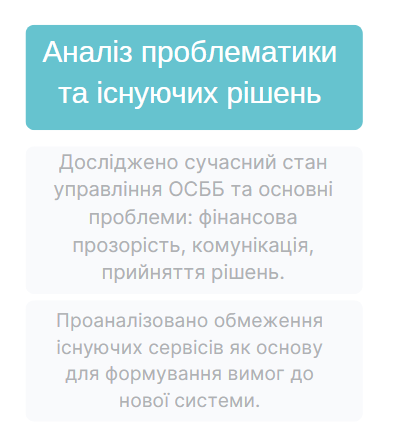 Аналіз проблематики
та існуючих рішень
Досліджено сучасний стан
управління ОСББ та основні
проблеми: фінансова
прозорість, комунікація,
прийняття рішень.
Проаналізовано обмеження
існуючих сервісів як основу
для формування вимог до
нової системи.